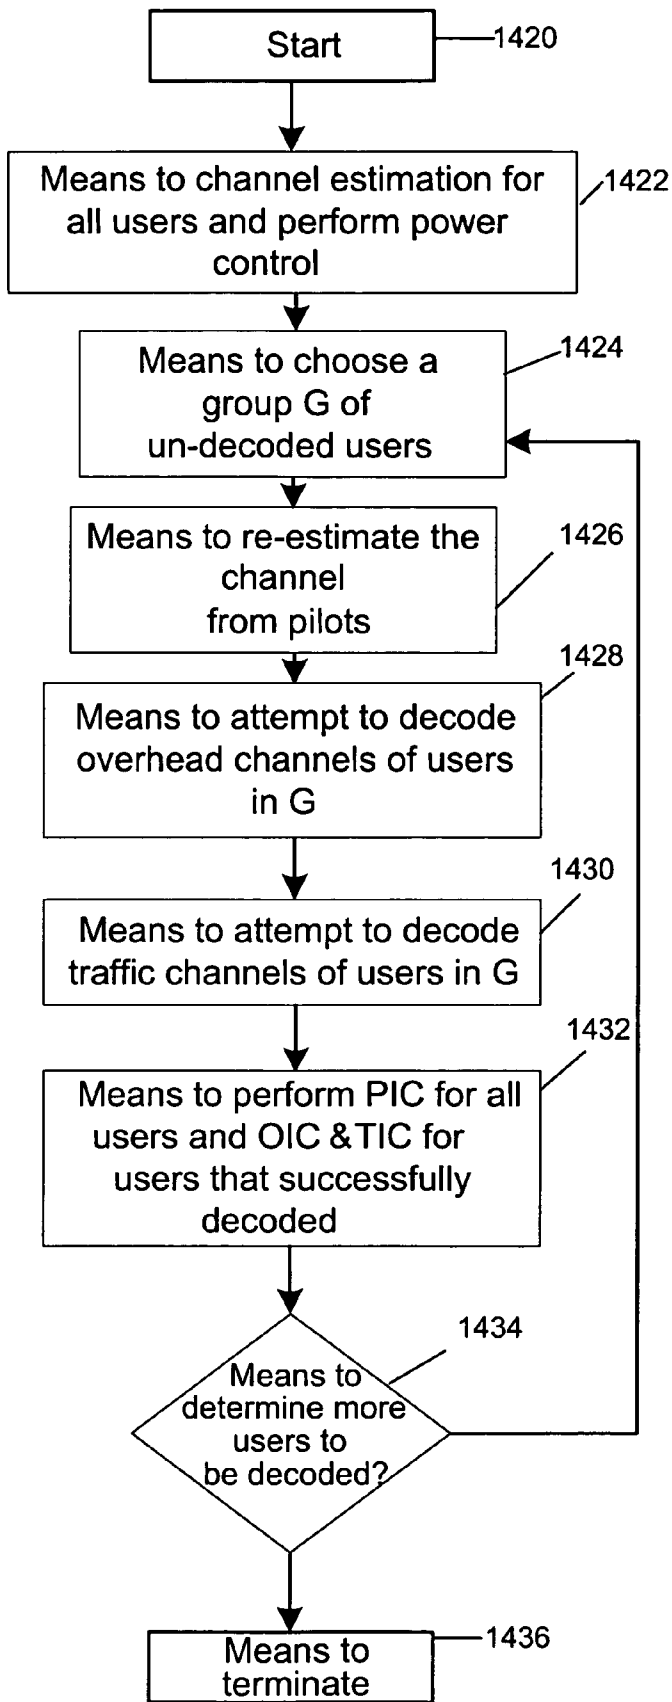 Start
1420
Means to channel estimation for
all users and perform power
control
1422
Means to choose a
group G of
un-decoded users
1424
Means to re-estimate the
channel
from pilots
1426
Means to attempt to decode
overhead channels of users
in G
1428
Means to attempt to decode
traffic channels of users in G
1430
Means to perform PIC for all
users and OIC &TIC for
users that successfully
decoded
1432
Means to
determine more
users to
be decoded?
1434
Means to
terminate
1436